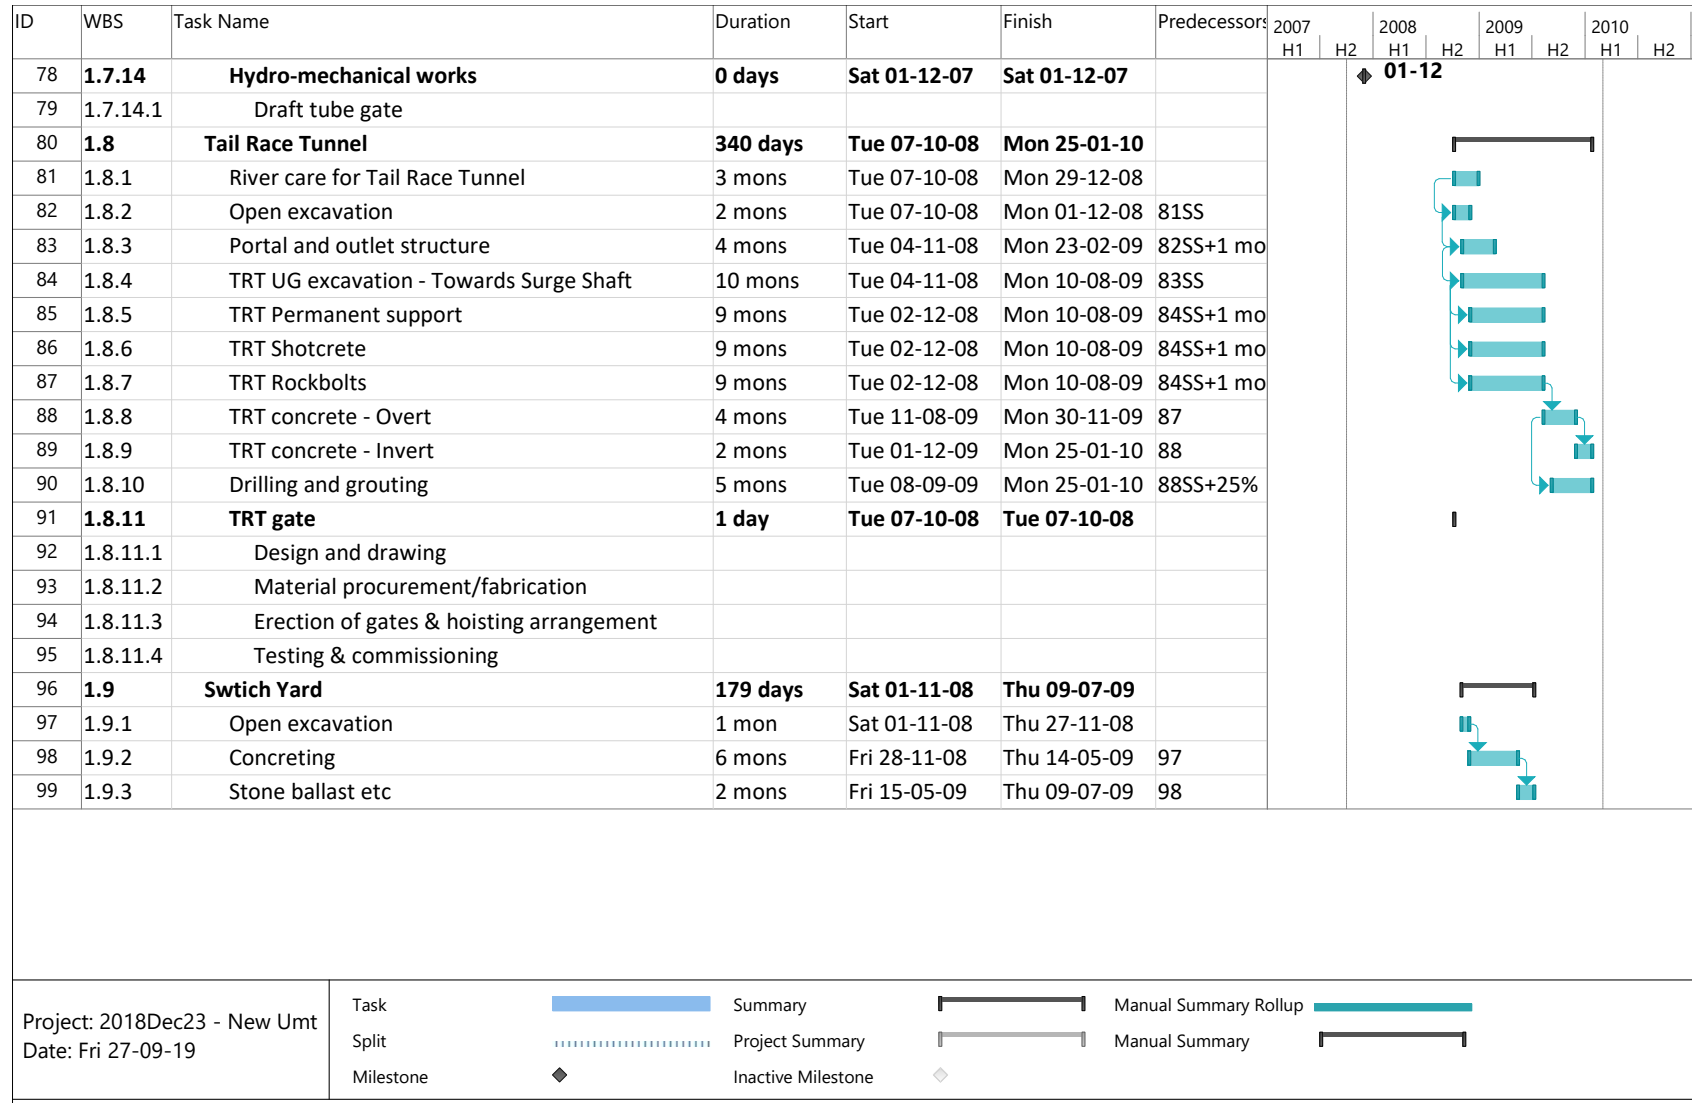 ID WBS Task Name Duration Start Finish Predecessors 2007 2008 2009 2010
H1 H2 H1 H2 H1 H2 H1 H2
78 1.7.14 Hydro-mechanical works 0 days Sat 01-12-07 Sat 01-12-07 01-12
79 1.7.14.1 Draft tube gate
80 1.8 Tail Race Tunnel 340 days Tue 07-10-08 Mon 25-01-10
81 1.8.1 River care for Tail Race Tunnel 3 mons Tue 07-10-08 Mon 29-12-08
82 1.8.2 Open excavation 2 mons Tue 07-10-08 Mon 01-12-08 81SS
83 1.8.3 Portal and outlet structure 4 mons Tue 04-11-08 Mon 23-02-09 82SS+1 mo
84 1.8.4 TRT UG excavation - Towards Surge Shaft 10 mons Tue 04-11-08 Mon 10-08-09 83SS
85 1.8.5 TRT Permanent support 9 mons Tue 02-12-08 Mon 10-08-09 84SS+1 mo
86 1.8.6 TRT Shotcrete 9 mons Tue 02-12-08 Mon 10-08-09 84SS+1 mo
87 1.8.7 TRT Rockbolts 9 mons Tue 02-12-08 Mon 10-08-09 84SS+1 mo
88 1.8.8 TRT concrete - Overt 4 mons Tue 11-08-09 Mon 30-11-09 87
89 1.8.9 TRT concrete - Invert 2 mons Tue 01-12-09 Mon 25-01-10 88
90 1.8.10 Drilling and grouting 5 mons Tue 08-09-09 Mon 25-01-10 88SS+25%
91 1.8.11 TRT gate 1 day Tue 07-10-08 Tue 07-10-08
92 1.8.11.1 Design and drawing
93 1.8.11.2 Material procurement/fabrication
94 1.8.11.3 Erection of gates & hoisting arrangement
95 1.8.11.4 Testing & commissioning
96 1.9 Swtich Yard 179 days Sat 01-11-08 Thu 09-07-09
97 1.9.1 Open excavation 1 mon Sat 01-11-08 Thu 27-11-08
98 1.9.2 Concreting 6 mons Fri 28-11-08 Thu 14-05-09 97
99 1.9.3 Stone ballast etc 2 mons Fri 15-05-09 Thu 09-07-09 98
Project: 2018Dec23 - New Umt
Date: Fri 27-09-19
Task Summary Manual Summary Rollup
Split Project Summary Manual Summary
Milestone Inactive Milestone